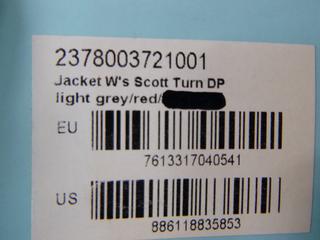 2378003721001
Jacket W's Scott Turn DP
light grey/red/
EU
7613317040541
US
886118835853